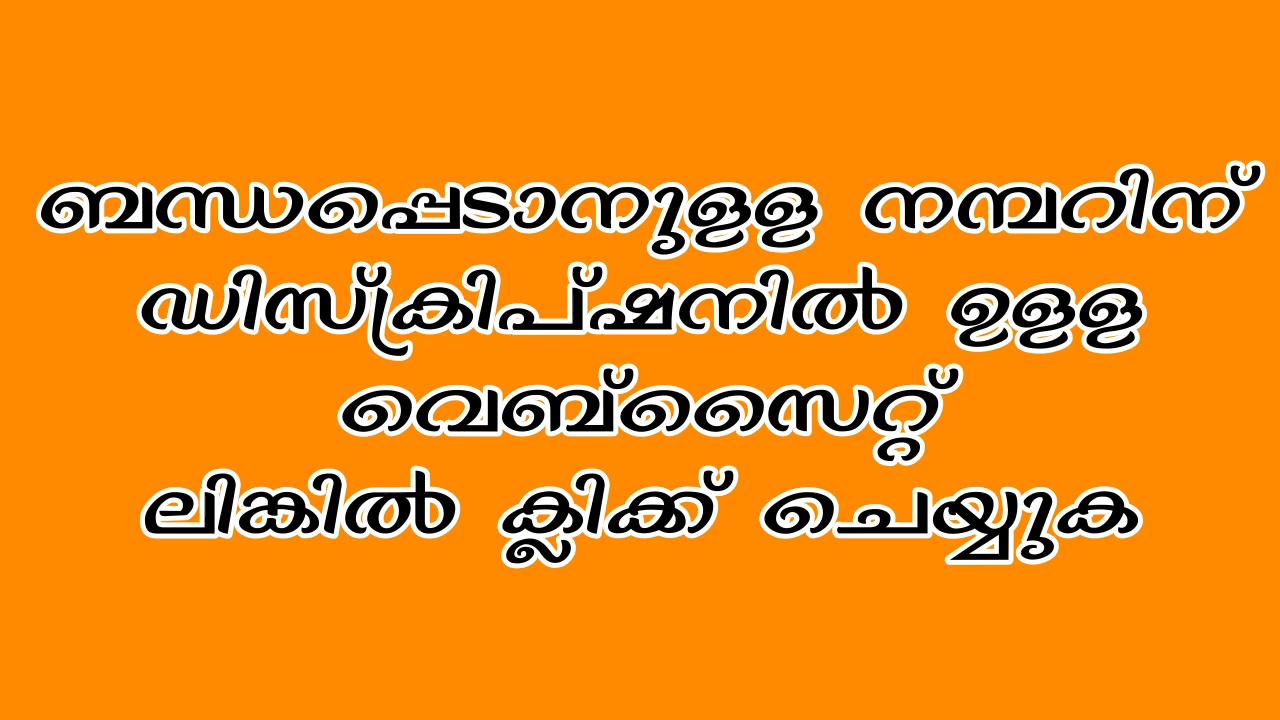 ബന്ധപ്പെടാനുള്ള നമ്പറിന്
ഡിസ്ക്രിപ്ഷനിൽ ഉള്ള
വെബ്സൈറ്റ്
ലിങ്കിൽ ക്ലിക്ക് ചെയ്യുക